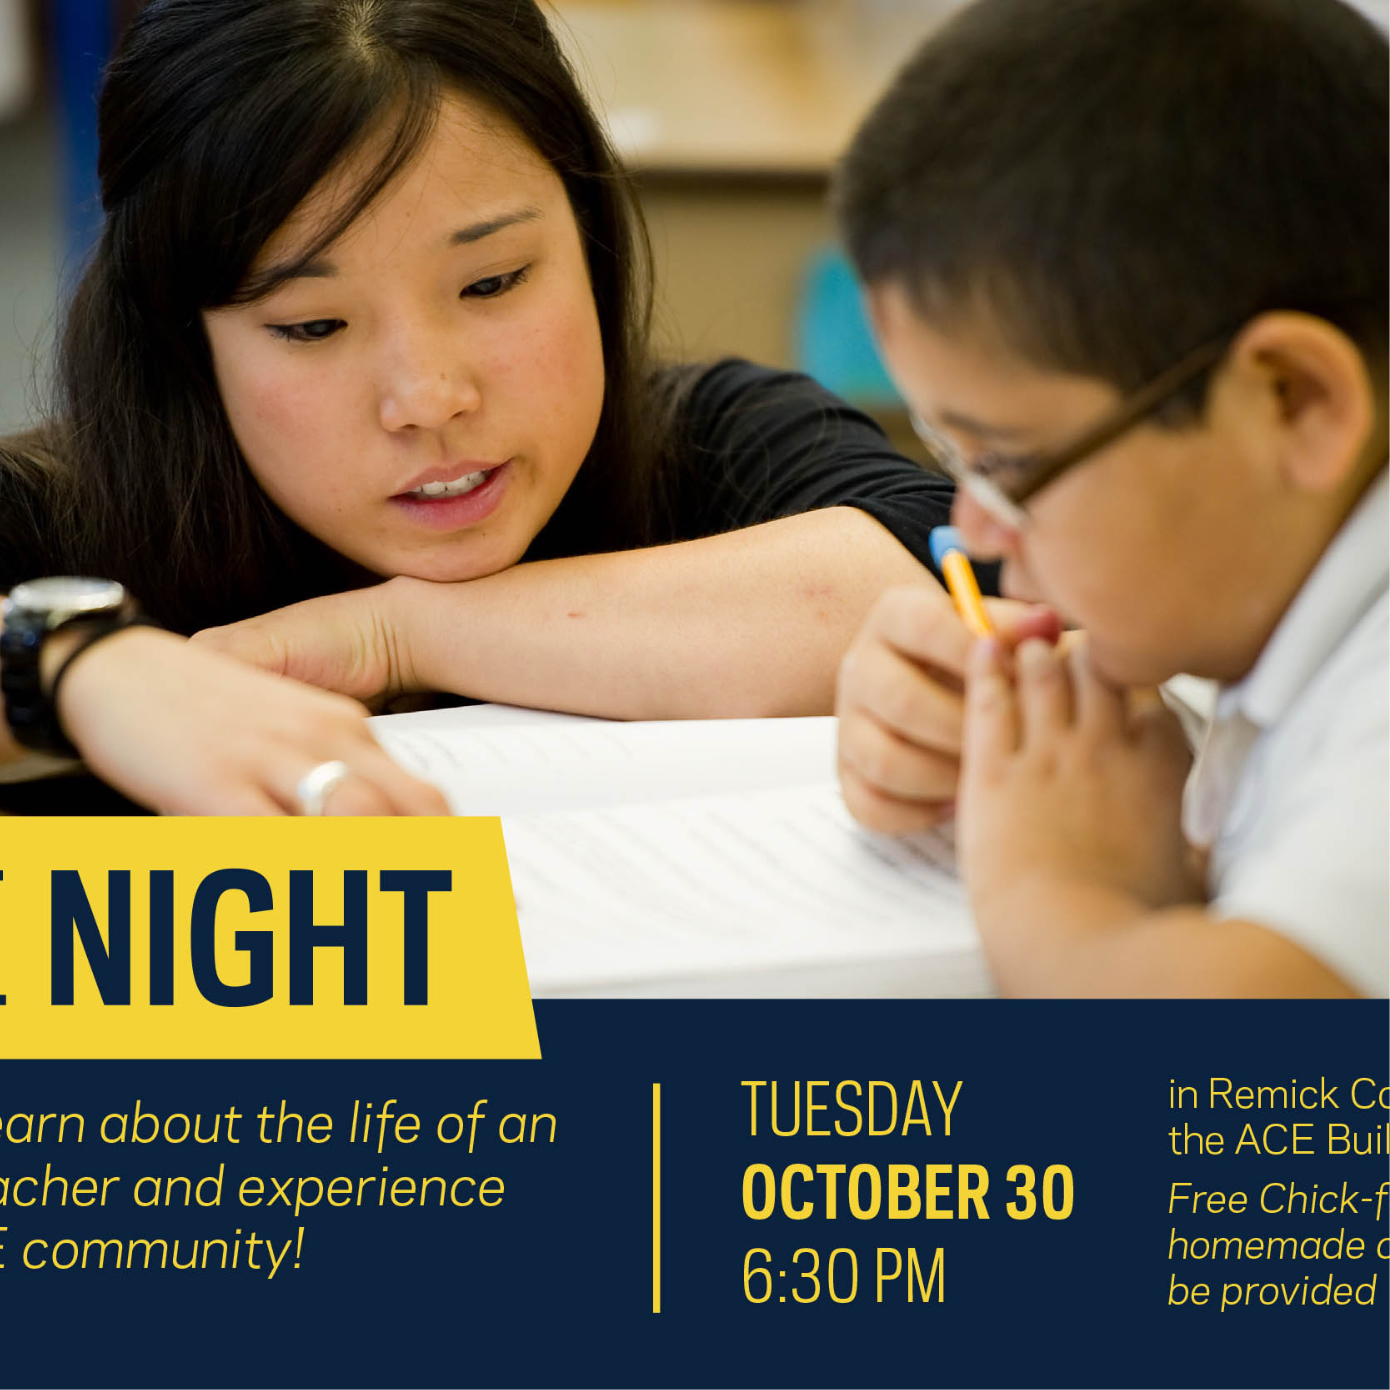 NIGHT
earn about the life of an
acher and experience
E community!
TUESDAY
OCTOBER 30
6:30 PM
in Remick Co
the ACE Buil
Free Chick-f
homemade
be provided